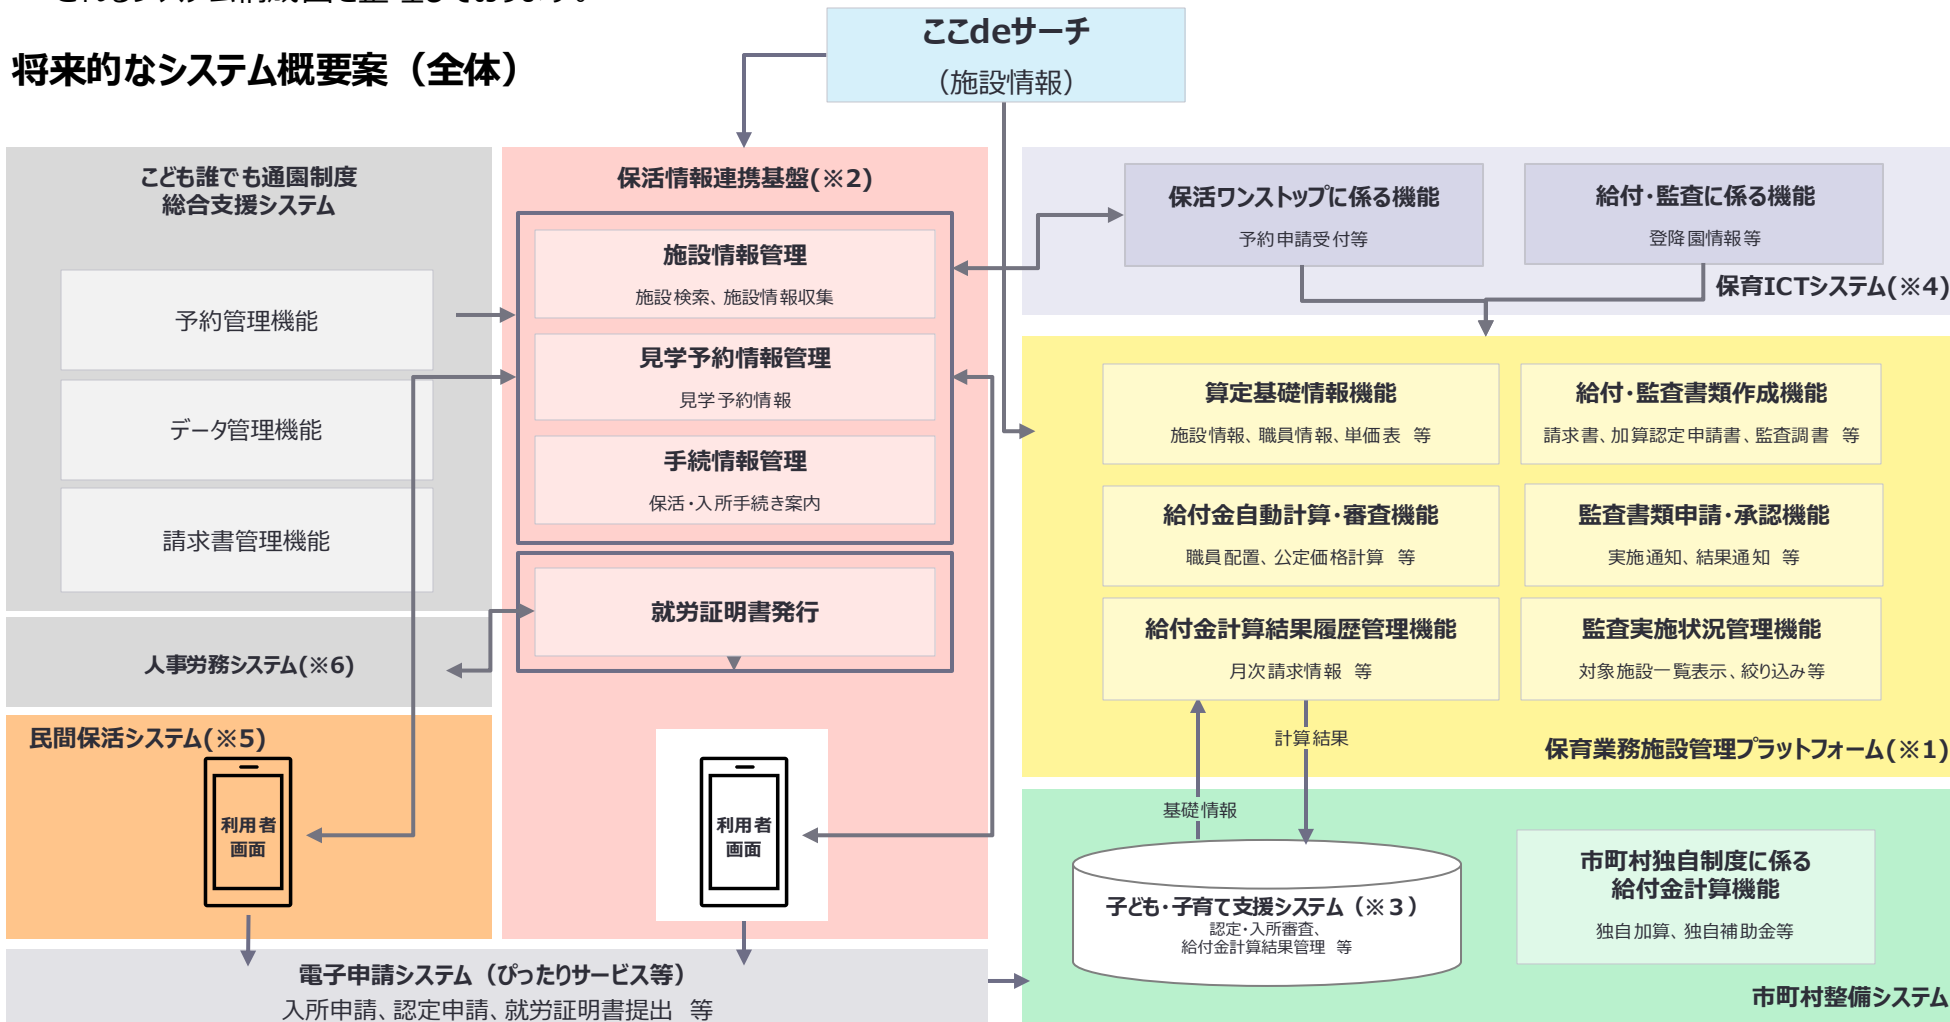 将来的なシステム概要案（全体）
ここdeサーチ
（施設情報）
こども誰でも通園制度
総合支援システム
予約管理機能
データ管理機能
請求書管理機能
人事労務システム(※6)
民間保活システム(※5)
利用者
画面
保活情報連携基盤(※2)
施設情報管理
施設検索、施設情報収集
見学予約情報管理
見学予約情報
手続情報管理
保活・入所手続き案内
就労証明書発行
利用者
画面
電子申請システム（ぴったりサービス等）
入所申請、認定申請、就労証明書提出　等
保活ワンストップに係る機能
予約申請受付等
給付・監査に係る機能
登降園情報等
保育ICTシステム(※4)
算定基礎情報機能
施設情報、職員情報、単価表　等
給付・監査書類作成機能
請求書、加算認定申請書、監査調書　等
給付金自動計算・審査機能
職員配置、公定価格計算　等
監査書類申請・承認機能
実施通知、結果通知　等
給付金計算結果履歴管理機能
月次請求情報　等
監査実施状況管理機能
対象施設一覧表示、絞り込み等
計算結果
保育業務施設管理プラットフォーム(※1)
基礎情報
子ども・子育て支援システム（※３）
認定・入所審査、
給付金計算結果管理　等
市町村独自制度に係る
給付金計算機能
独自加算、独自補助金等
市町村整備システム